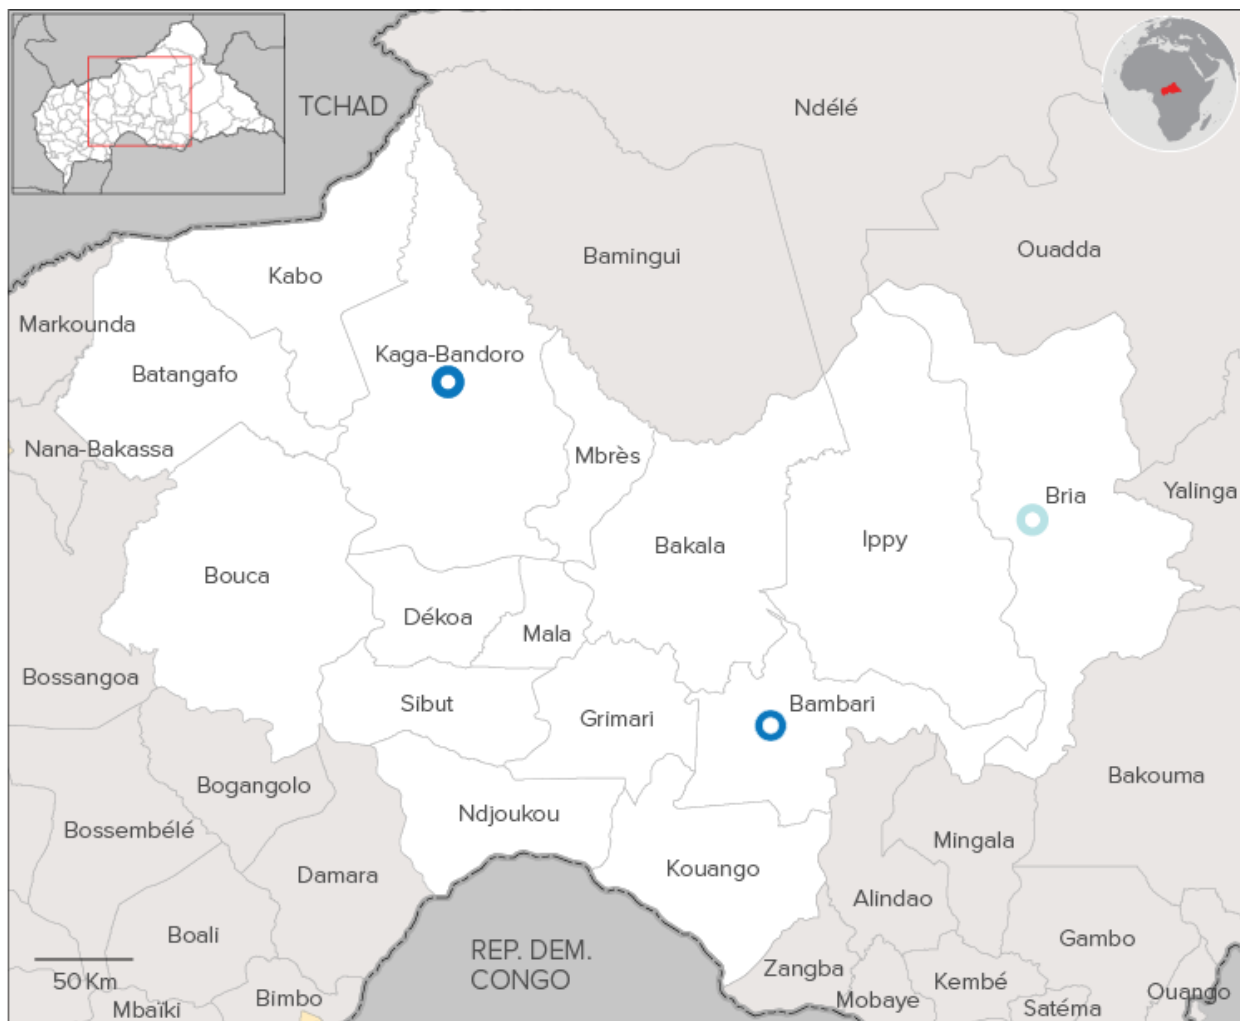 TCHAD
Ndélé
Ouadda
Bamingui
Kabo
Markounda
Kaga-Bandoro
Batangafo
Nana-Bakassa
Mbrès
Bria
Yalinga
Ippy
Bakala
Bouca
Dékoa
Mala
Bossangoa
Sibut
Grimari
Bambari
Bogangolo
Bakouma
Ndjoukou
Bossembélé
Mingala
Kouango
Damara
Alindao
Boali
Gambo
REP. DEM.
CONGO
Zangba
50 Km
Kembé
Ouango
Bimbo
Mobaye
Satéma
Mbaïki